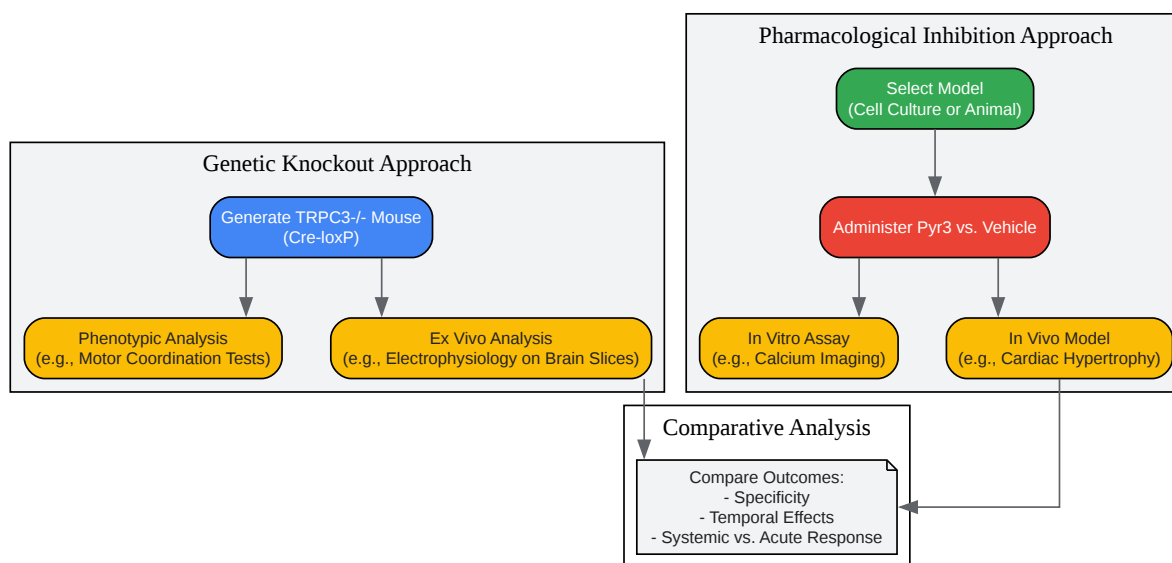 Pharmacological Inhibition Approach
Select Model
(Cell Culture or Animal)
Administer Pyr3 vs. Vehicle
In Vitro Assay
(e.g., Calcium Imaging)
In Vivo Model
(e.g., Cardiac Hypertrophy)
Genetic Knockout Approach
Generate TRPC3-/- Mouse
(Cre-loxP)
Phenotypic Analysis
(e.g., Motor Coordination Tests)
Ex Vivo Analysis
(e.g., Electrophysiology on Brain Slices)
Comparative Analysis
Compare Outcomes:
- Specificity
- Temporal Effects
- Systemic vs. Acute Response